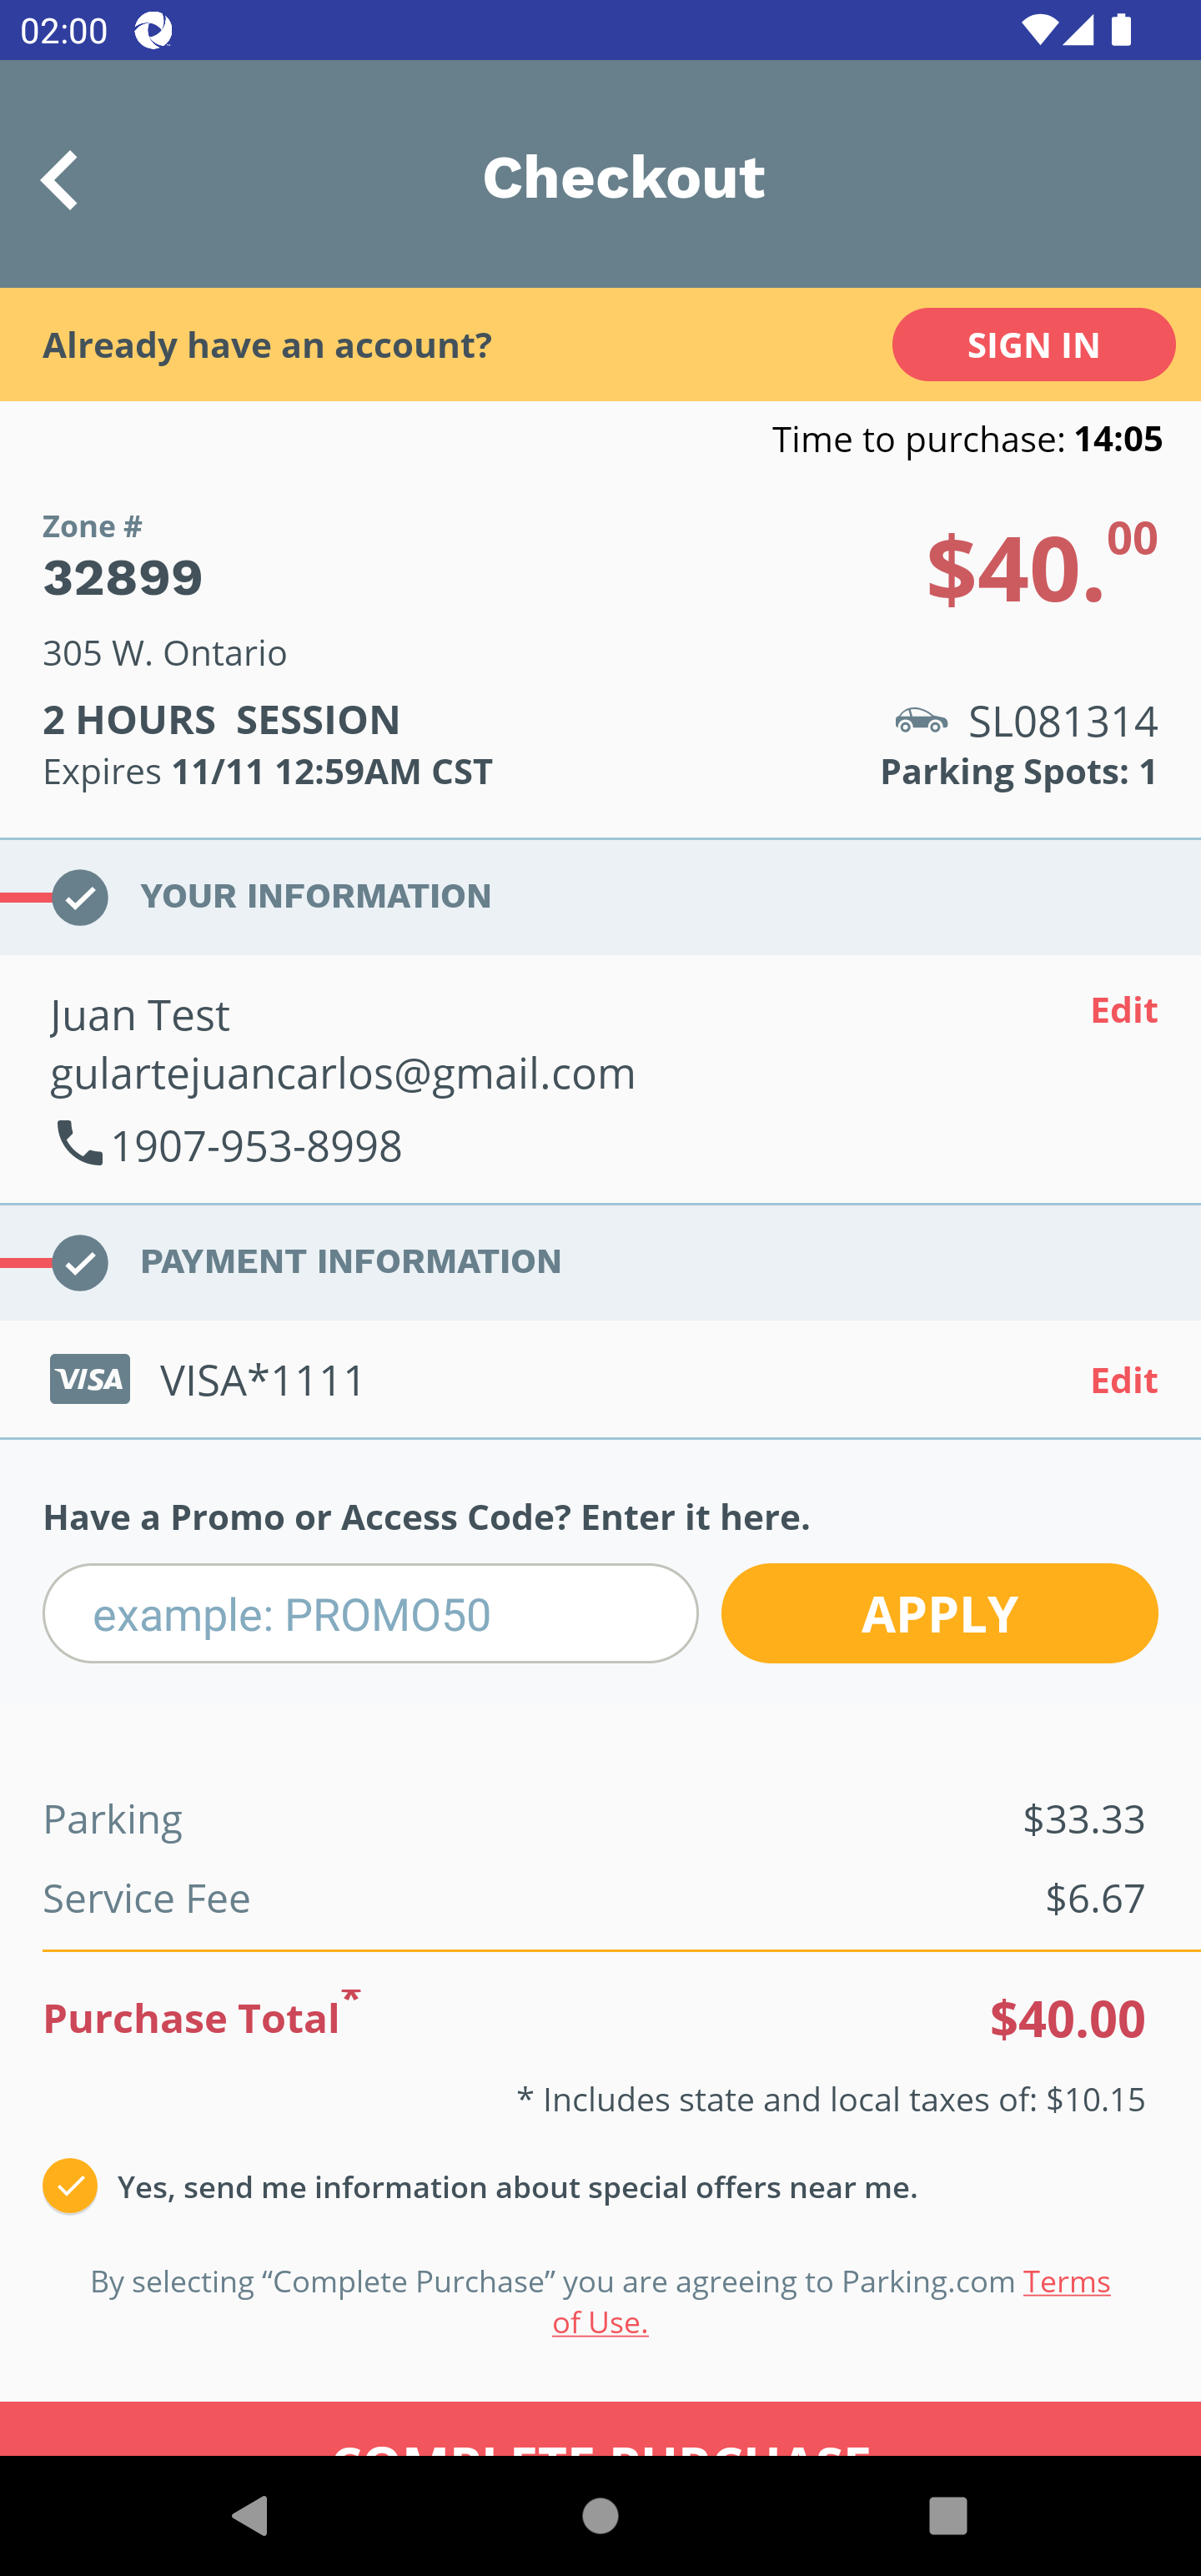 02:00
Checkout
Already have an account?
SIGN IN
Time to purchase: 14:05
Zone #
32899
$40.00
305 W. Ontario
2 HOURS SESSION
SL081314
Expires 11/11 12:59AM CST
Parking Spots: 1
YOUR INFORMATION
Juan Test
Edit
gulartejuancarlos@gmail.com
1907-953-8998
PAYMENT INFORMATION
VISA VISA*1111
Edit
Have a Promo or Access Code? Enter it here.
example: PROMO50
APPLY
Parking $33.33
Service Fee $6.67
Purchase Total* $40.00
* Includes state and local taxes of: $10.15
Yes, send me information about special offers near me.
By selecting “Complete Purchase” you are agreeing to Parking.com Terms
of Use.
COMPLETE PURCHASE